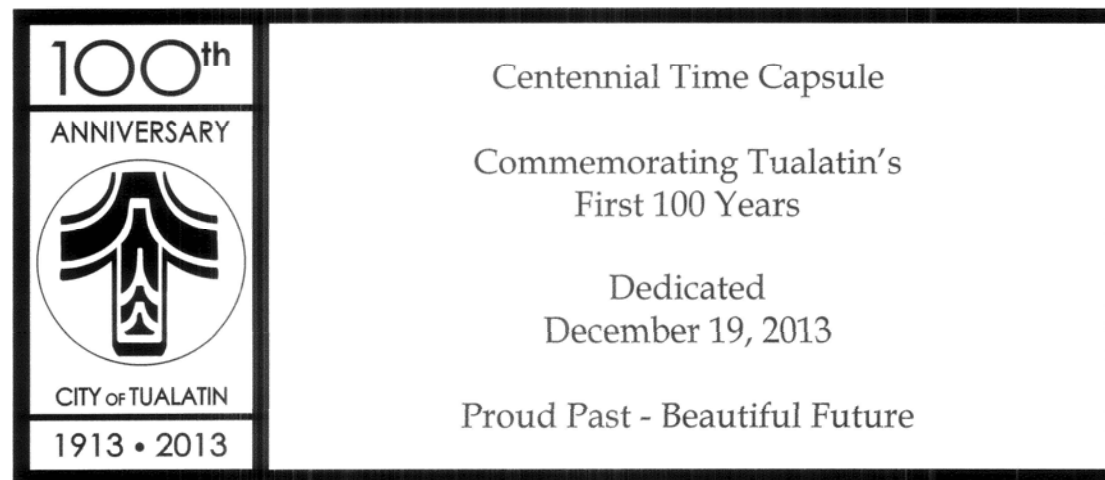 100th
ANNIVERSARY
CITY OF TUALATIN
1913 • 2013
Centennial Time Capsule
Commemorating Tualatin's
First 100 Years
Dedicated
December 19, 2013
Proud Past - Beautiful Future